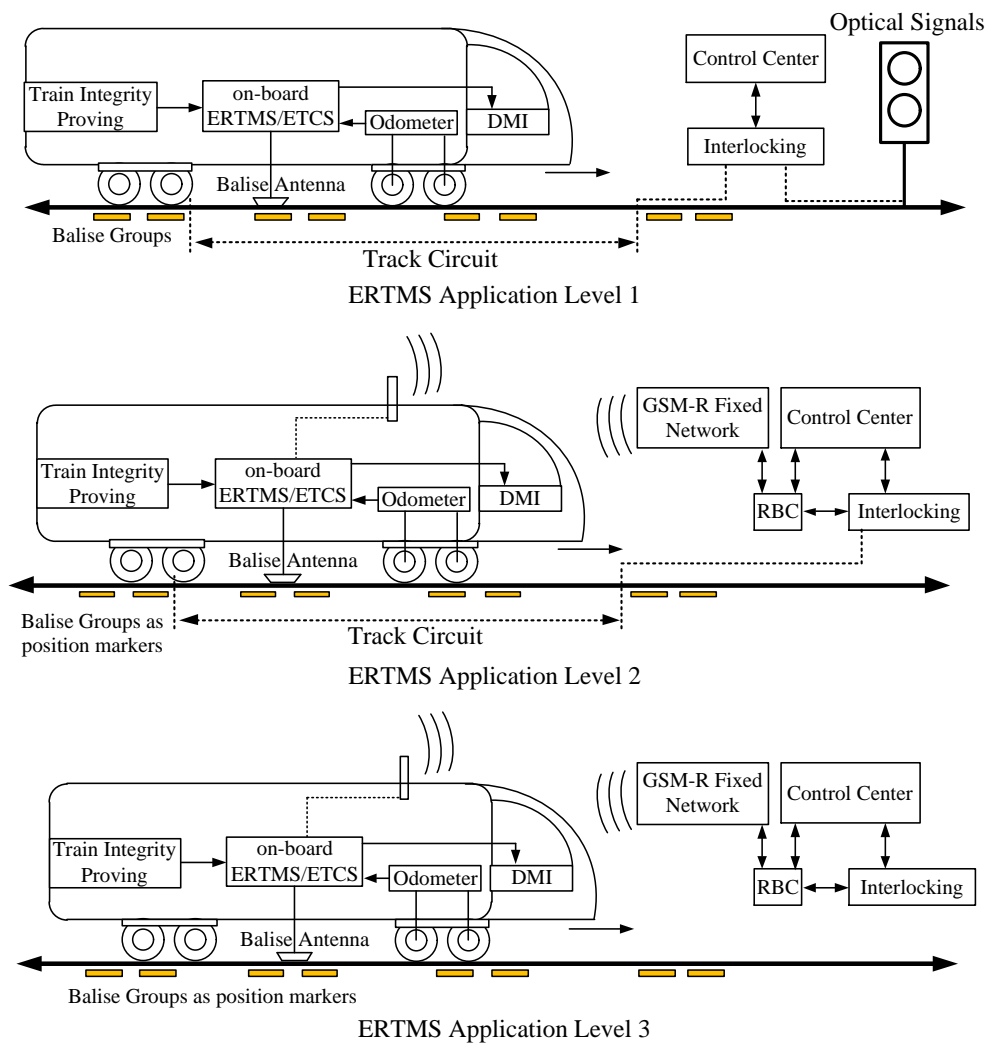 Optical Signals
Control Center
Train Integrity
Proving
on-board
ERTMS/ETCS
Odometer
DMI
Interlocking
Balise Antenna
Balise Groups
Track Circuit
ERTMS Application Level 1
GSM-R Fixed
Network
Control Center
Train Integrity
Proving
on-board
ERTMS/ETCS
Odometer
DMI
RBC
Interlocking
Balise Antenna
Balise Groups as
position markers
Track Circuit
ERTMS Application Level 2
GSM-R Fixed
Network
Control Center
Train Integrity
Proving
on-board
ERTMS/ETCS
Odometer
DMI
RBC
Interlocking
Balise Antenna
Balise Groups as position markers
ERTMS Application Level 3